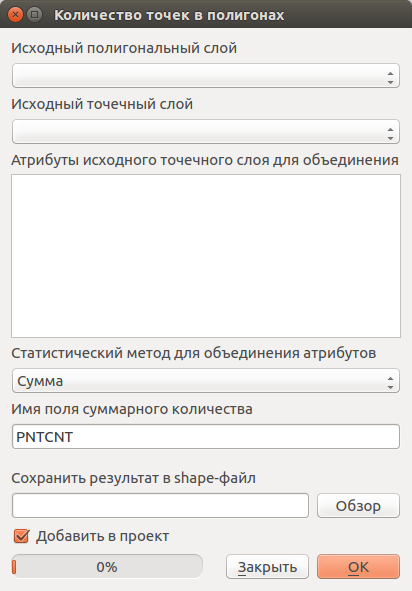 Количество точек в полигонах
Исходный полигональный слой
Исходный точечный слой
Атрибуты исходного точечного слоя для объединения
Статистический метод для объединения атрибутов
Сумма
Имя поля суммарного количества
PNTCNT
Сохранить результат в shape-файл
Обзор
Добавить в проект
0% Закрыть OK